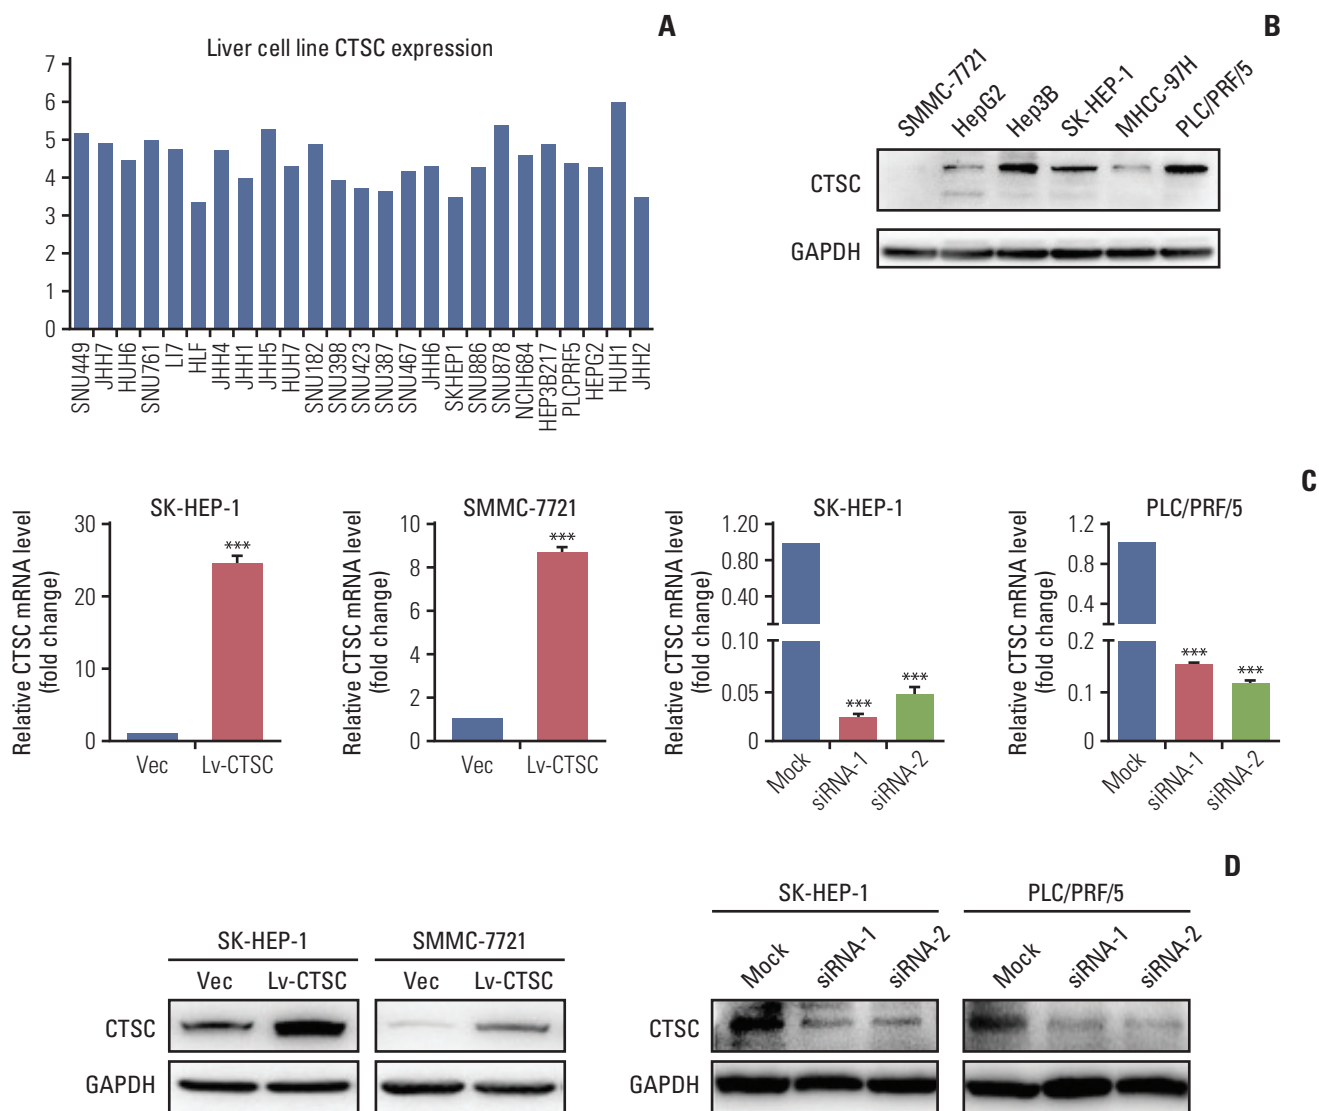 A
Liver cell line CTSC expression
7
6
5
4
3
2
1
0
SNU449
JHH7
HUH6
SNU761
LI7
HLF
JHH4
JHH1
JHH5
HUH7
SNU182
SNU398
SNU423
SNU387
SNU467
JHH6
SKHEP1
SNU886
SNU878
NCIH684
HEP3B217
PLCPRF5
HEPG2
HUH1
JHH2
B
SMMC-7721
HepG2
Hep3B
SK-HEP-1
MHCC-97H
PLC/PRF/5
CTSC
GAPDH
C
SK-HEP-1
Relative CTSC mRNA level
(fold change)
30
20
10
0
***
Vec
Lv-CTSC
SMMC-7721
Relative CTSC mRNA level
(fold change)
10
8
6
4
2
0
***
Vec
Lv-CTSC
SK-HEP-1
Relative CTSC mRNA level
(fold change)
1.20
0.80
0.40
0.10
0.05
0
***
***
Mock
siRNA-1
siRNA-2
PLC/PRF/5
Relative CTSC mRNA level
(fold change)
1.2
0.8
0.4
0.2
0.1
0
***
***
Mock
siRNA-1
siRNA-2
D
SK-HEP-1
SMMC-7721
Vec
Lv-CTSC
Vec
Lv-CTSC
CTSC
GAPDH
SK-HEP-1
PLC/PRF/5
Mock
siRNA-1
siRNA-2
Mock
siRNA-1
siRNA-2
CTSC
GAPDH